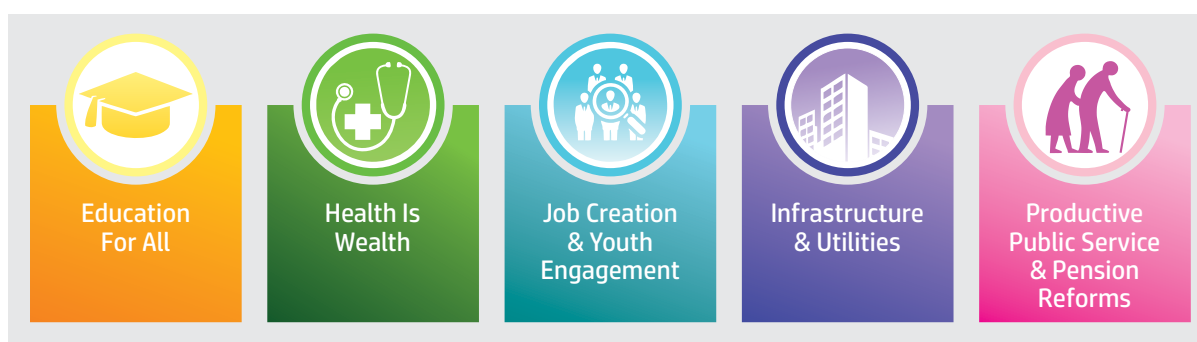 Education
For All
Health Is
Wealth
Job Creation
& Youth
Engagement
Infrastructure
& Utilities
Productive
Public Service
& Pension
Reforms